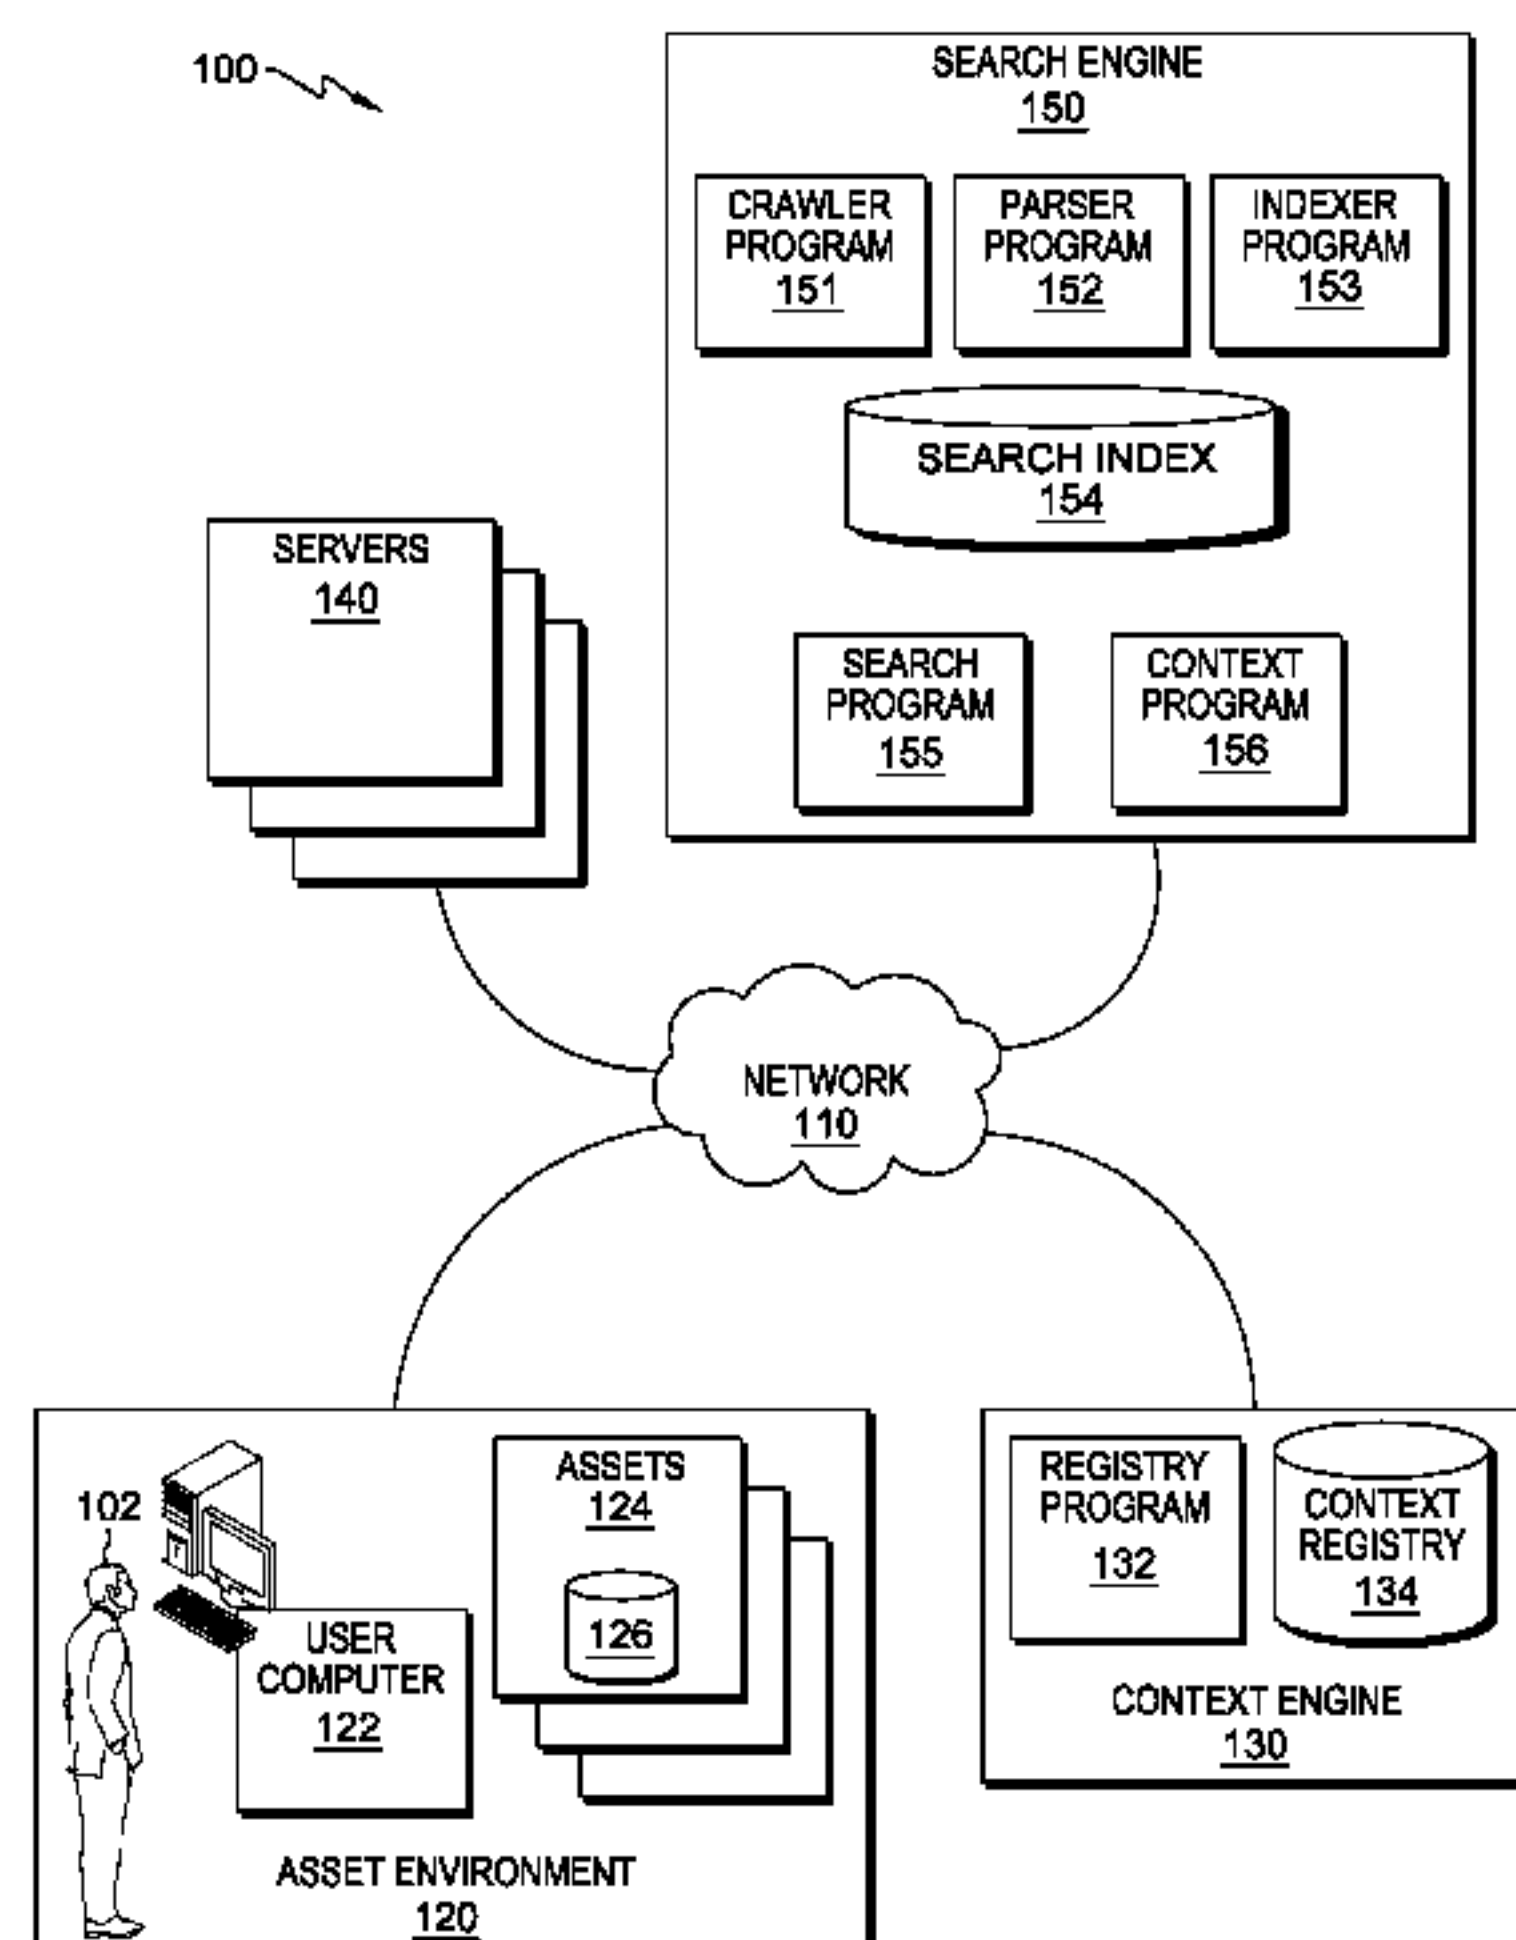 100
SEARCH ENGINE
150
CRAWLER
PROGRAM
151
PARSER
PROGRAM
152
INDEXER
PROGRAM
153
SEARCH INDEX
154
SERVERS
140
SEARCH
PROGRAM
155
CONTEXT
PROGRAM
156
NETWORK
110
102
USER
COMPUTER
122
ASSETS
124
126
ASSET ENVIRONMENT
120
REGISTRY
PROGRAM
132
CONTEXT
REGISTRY
134
CONTEXT ENGINE
130